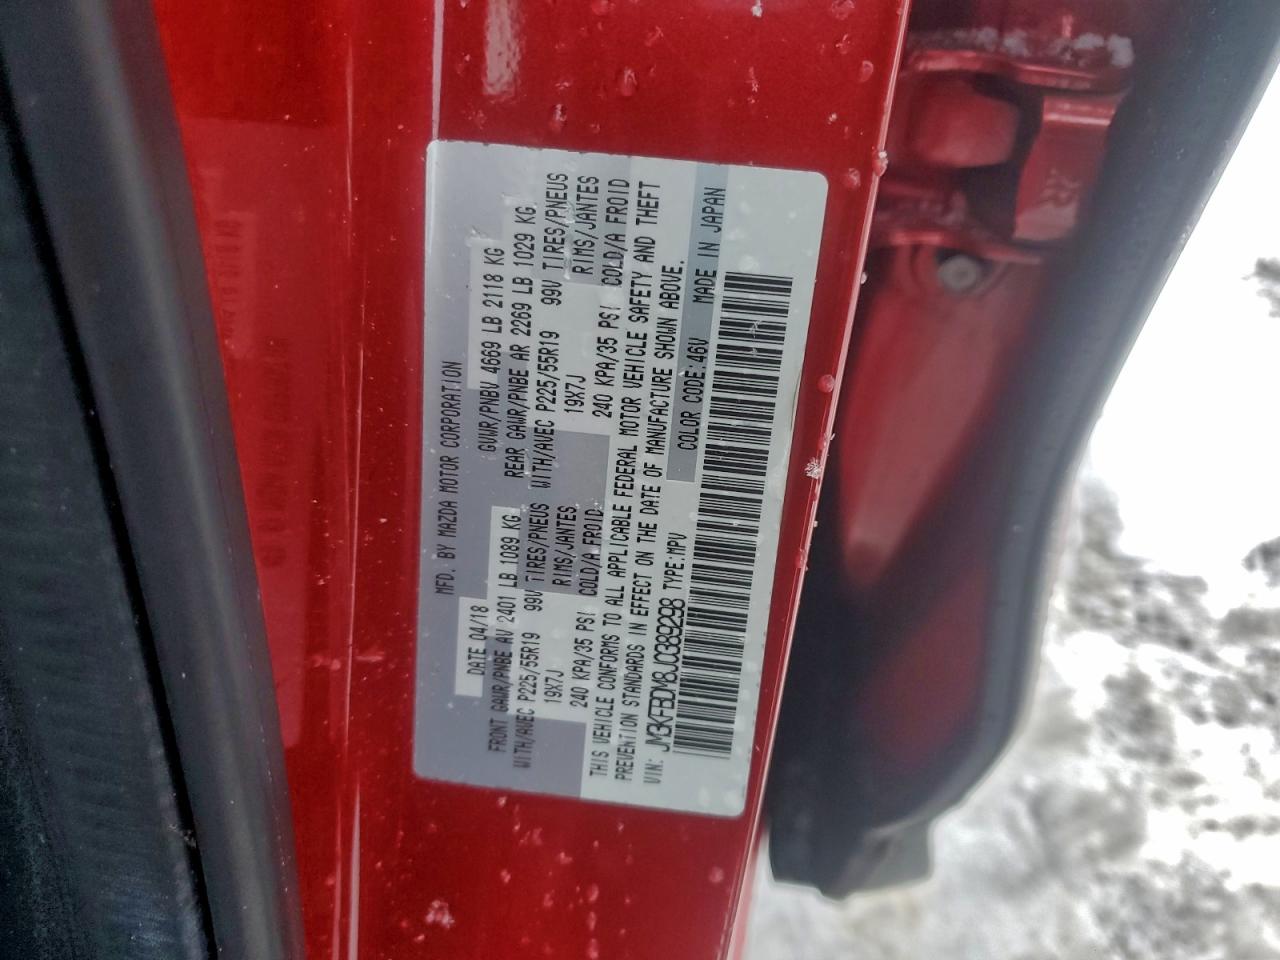 MFD. BY MAZDA MOTOR CORPORATION
DATE 04/18 GVWR/PNBV 4669 LB 2118 KG
FRONT GAWR/PNBE AV 2401 LB 1089 KG REAR GAWR/PNBE AR 2269 LB 1029 KG
WITH/AVEC P225/55R19 99V TIRES/PNEUS WITH/AVEC P225/55R19 99V TIRES/PNEUS
19X7J RIMS/JANTES 19X7J RIMS/JANTES
240 KPA/35 PSI COLD/A FROID 240 KPA/35 PSI COLD/A FROID
THIS VEHICLE CONFORMS TO ALL APPLICABLE FEDERAL MOTOR VEHICLE SAFETY AND THEFT
PREVENTION STANDARDS IN EFFECT ON THE DATE OF MANUFACTURE SHOWN ABOVE.
VIN: JM3KFBDM8J0389298 TYPE:MPV COLOR CODE:46V MADE IN JAPAN